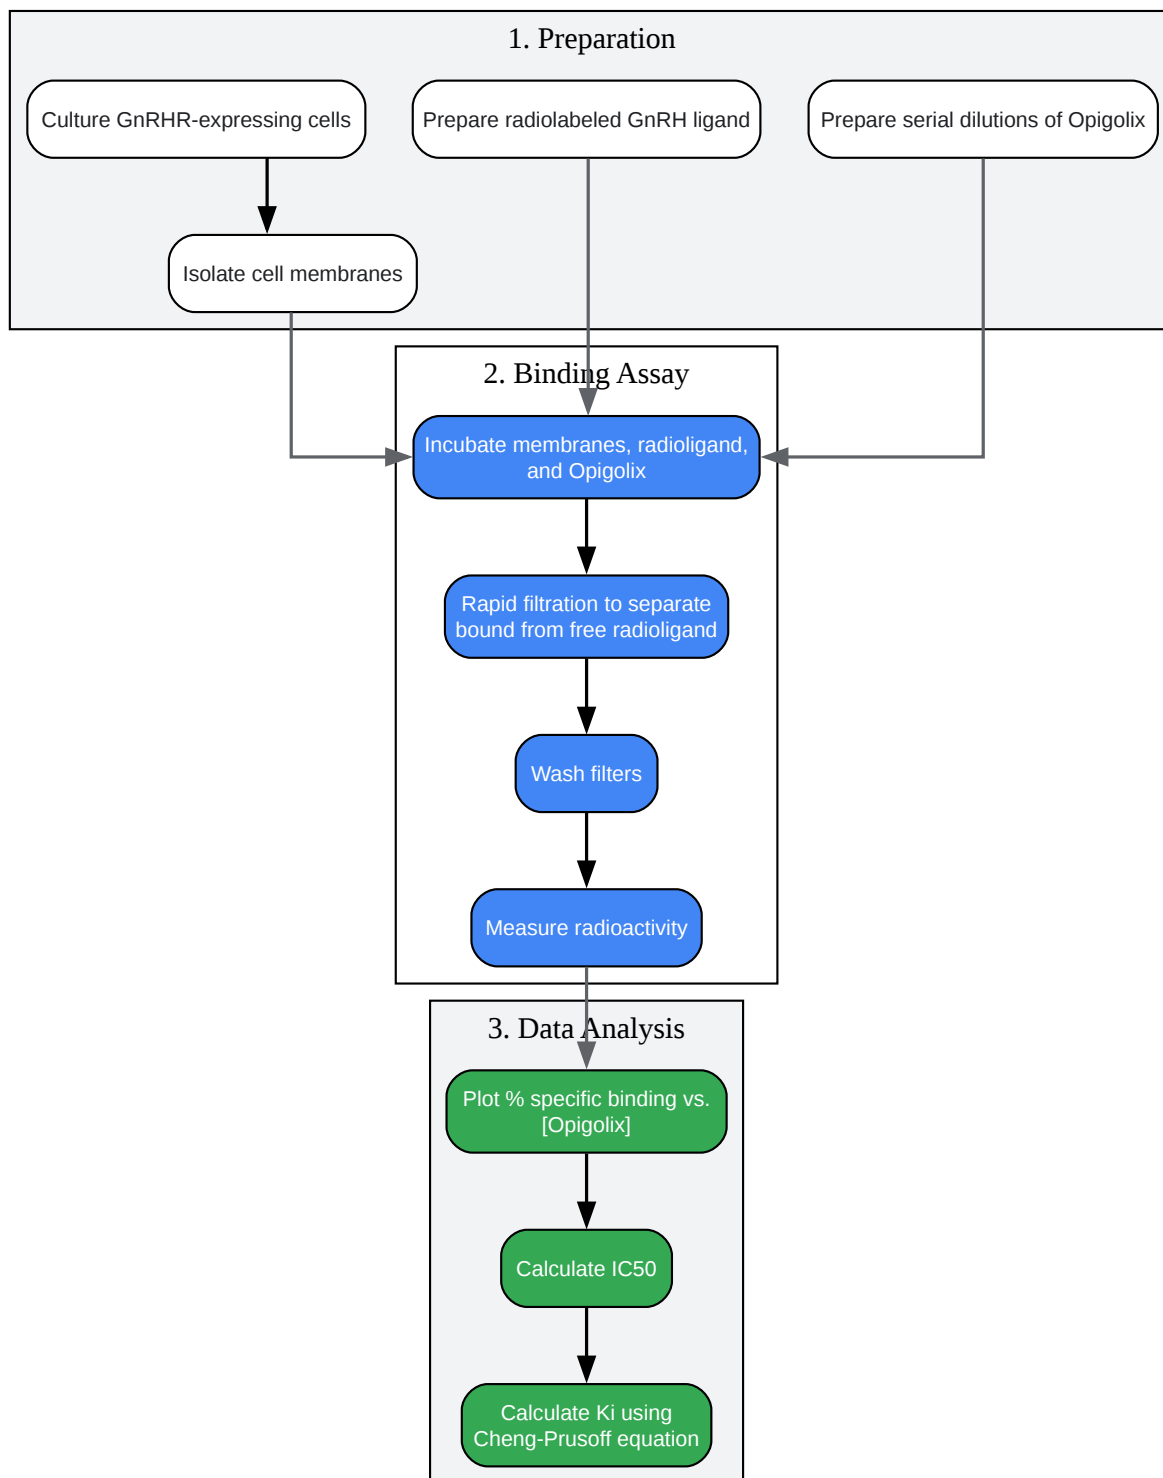 1. Preparation
Culture GnRHR-expressing cells
Prepare radiolabeled GnRH ligand
Prepare serial dilutions of Opigolix
Isolate cell membranes
2. Binding Assay
Incubate membranes, radioligand,
and Opigolix
Rapid filtration to separate
bound from free radioligand
Wash filters
Measure radioactivity
3. Data Analysis
Plot % specific binding vs.
[Opigolix]
Calculate IC50
Calculate Ki using
Cheng-Prusoff equation